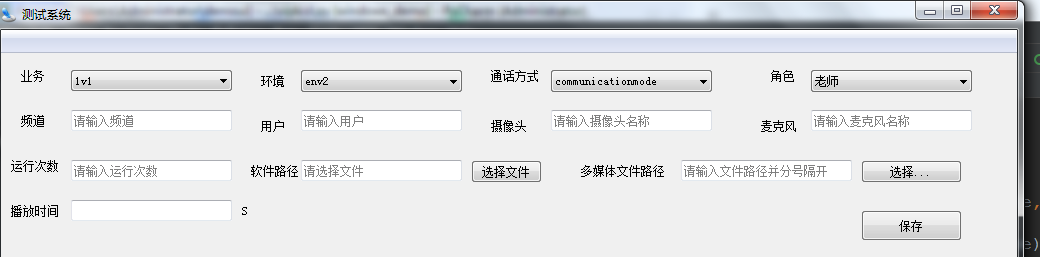 测试系统
业务 1v1 环境 env2 通话方式 communicationmode 角色 老师
频道 请输入频道 用户 请输入用户 摄像头 请输入摄像头名称 麦克风 请输入麦克风名称
运行次数 请输入运行次数 软件路径 请选择文件 选择文件 多媒体文件路径 请输入文件路径并分号隔开 选择...
播放时间 S
保存